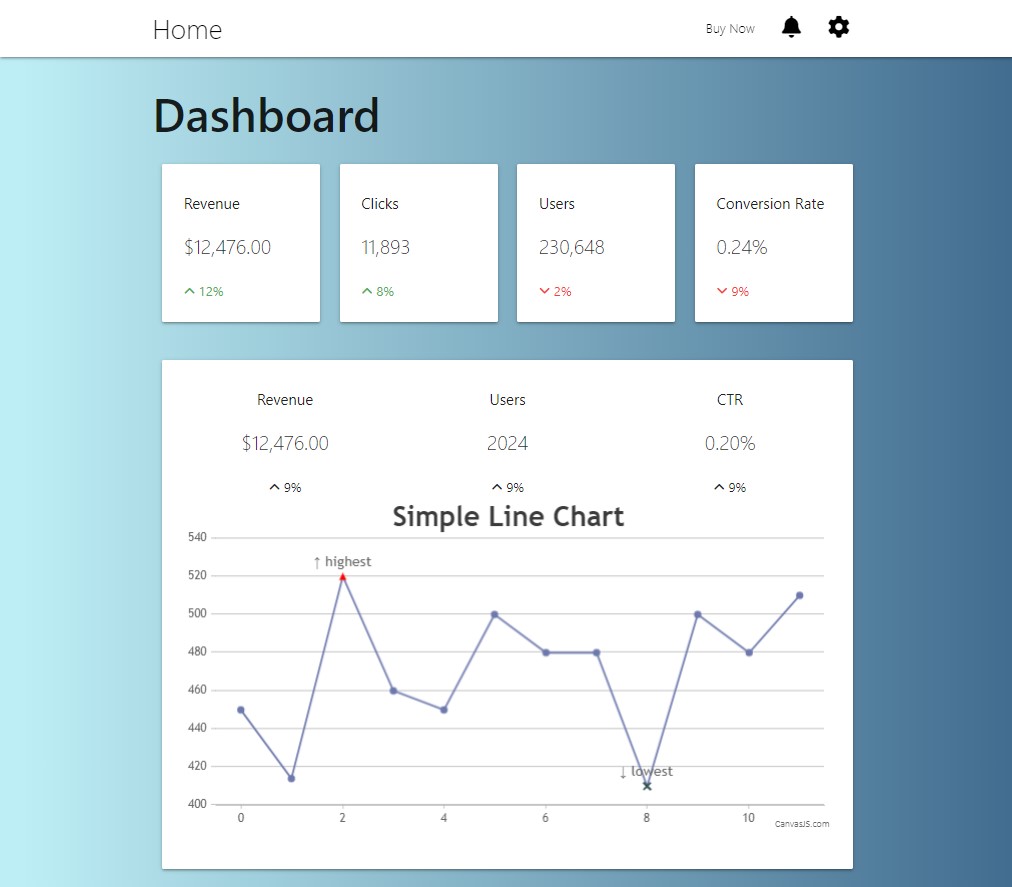 Home Buy Now
Dashboard
Revenue Clicks Users Conversion Rate
$12,476.00 11,893 230,648 0.24%
12% 8% 2% 9%
Revenue Users CTR
$12,476.00 2024 0.20%
9% 9% 9%
Simple Line Chart
540
↑ highest
520
500
480
460
440
420
↓ lowest
400
0 2 4 6 8 10
CanvasJS.com